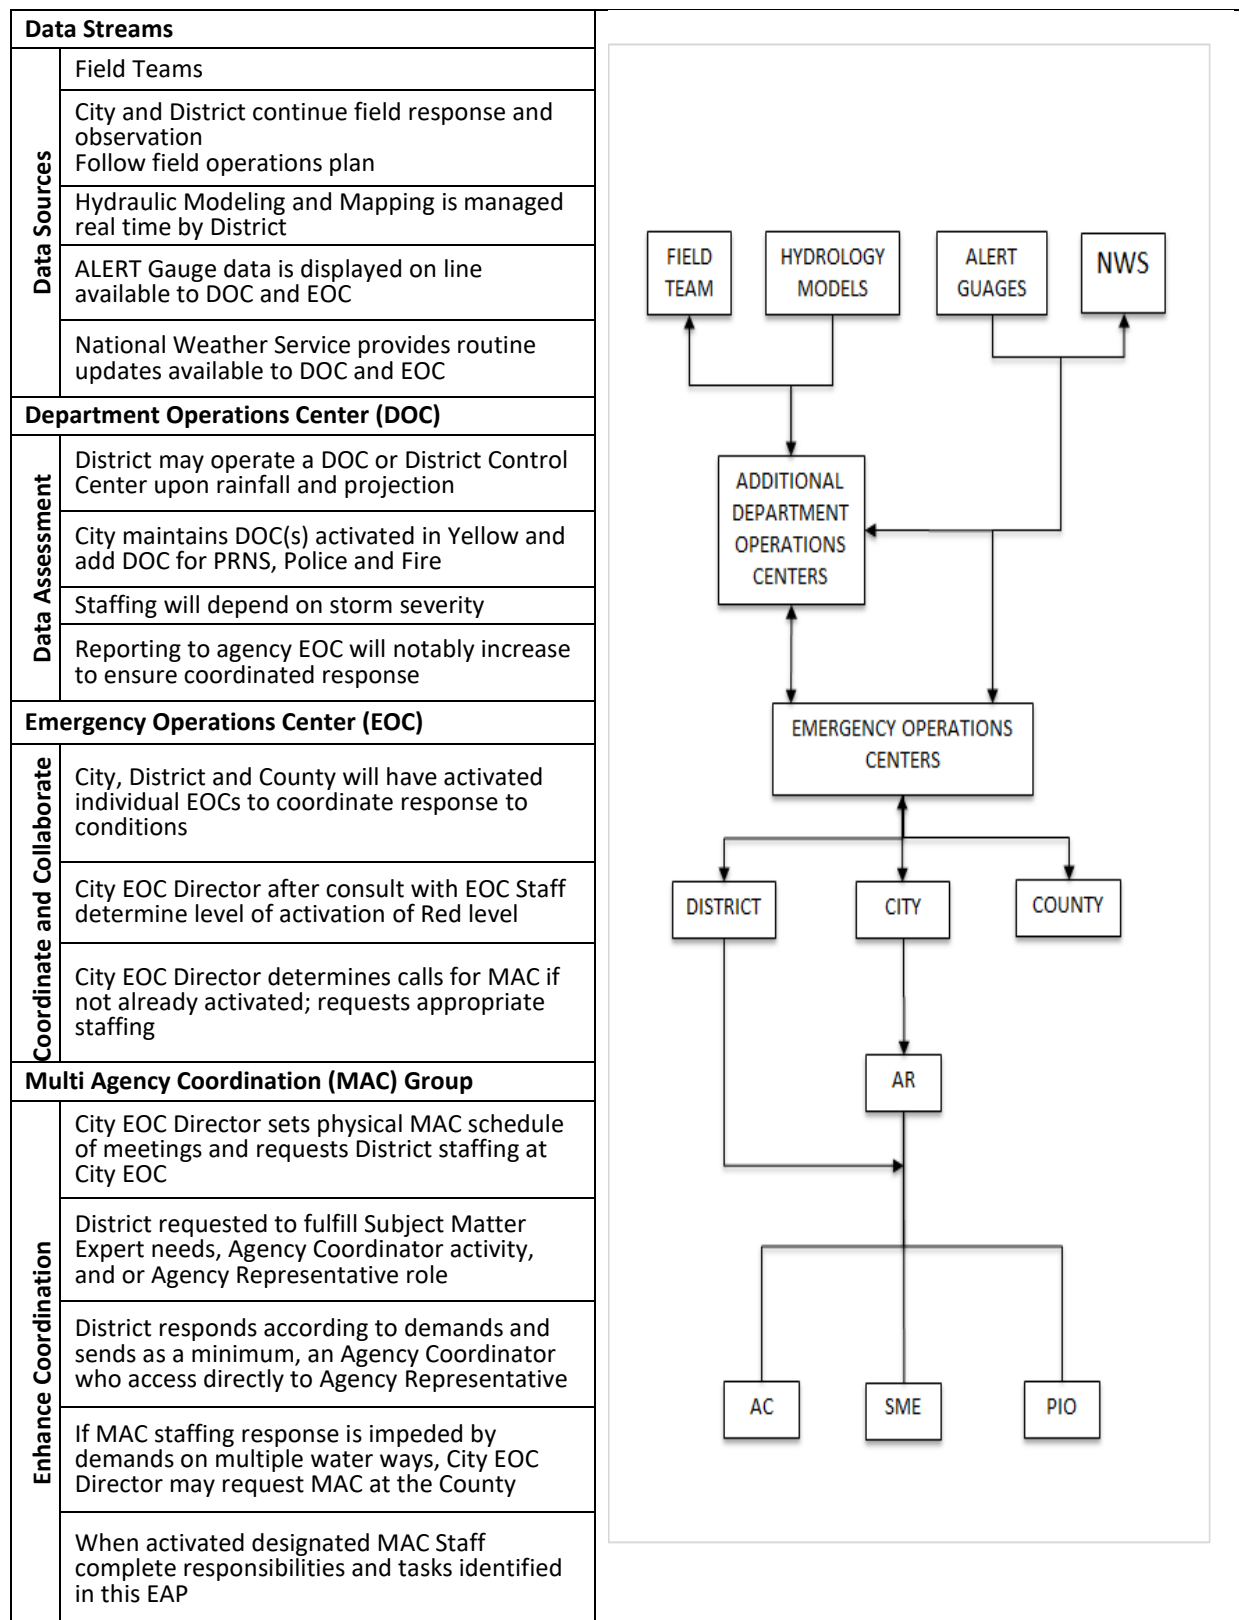 Data Streams
Data Sources
Field Teams
City and District continue field response and
observation
Follow field operations plan
Hydraulic Modeling and Mapping is managed
real time by District
ALERT Gauge data is displayed on line
available to DOC and EOC
National Weather Service provides routine
updates available to DOC and EOC
Department Operations Center (DOC)
Data Assessment
District may operate a DOC or District Control
Center upon rainfall and projection
City maintains DOC(s) activated in Yellow and
add DOC for PRNS, Police and Fire
Staffing will depend on storm severity
Reporting to agency EOC will notably increase
to ensure coordinated response
Emergency Operations Center (EOC)
Coordinate and Collaborate
City, District and County will have activated
individual EOCs to coordinate response to
conditions
City EOC Director after consult with EOC Staff
determine level of activation of Red level
City EOC Director determines calls for MAC if
not already activated; requests appropriate
staffing
Multi Agency Coordination (MAC) Group
Enhance Coordination
City EOC Director sets physical MAC schedule
of meetings and requests District staffing at
City EOC
District requested to fulfill Subject Matter
Expert needs, Agency Coordinator activity,
and or Agency Representative role
District responds according to demands and
sends as a minimum, an Agency Coordinator
who access directly to Agency Representative
If MAC staffing response is impeded by
demands on multiple water ways, City EOC
Director may request MAC at the County
When activated designated MAC Staff
complete responsibilities and tasks identified
in this EAP
FIELD
TEAM
HYDROLOGY
MODELS
ALERT
GUAGES
NWS
ADDITIONAL
DEPARTMENT
OPERATIONS
CENTERS
EMERGENCY OPERATIONS
CENTERS
DISTRICT
CITY
COUNTY
AR
AC
SME
PIO